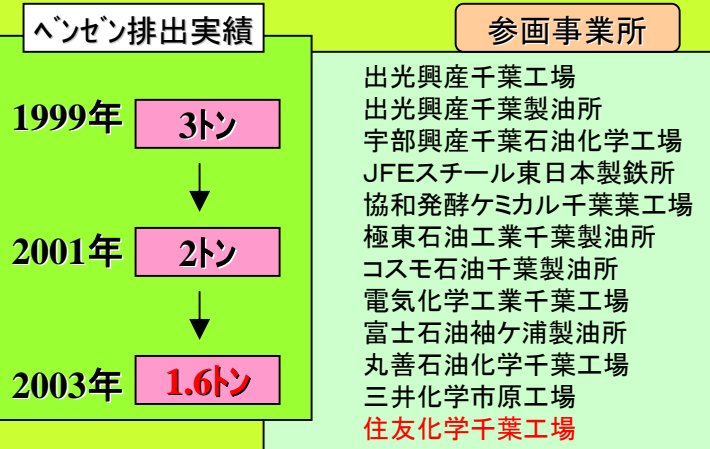 ﾍﾞﾝｾﾞﾝ排出実績
1999年 3ﾄﾝ
2001年 2ﾄﾝ
2003年 1.6ﾄﾝ
参画事業所
出光興産千葉工場
出光興産千葉製油所
宇部興産千葉石油化学工場
JFEスチール東日本製鉄所
協和発酵ケミカル千葉葉工場
極東石油工業千葉製油所
コスモ石油千葉製油所
電気化学工業千葉工場
富士石油袖ケ浦製油所
丸善石油化学千葉工場
三井化学市原工場
住友化学千葉工場